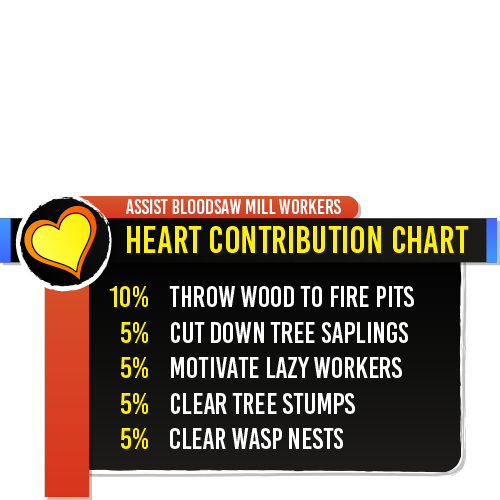 ASSIST BLOODSAW MILL WORKERS
HEART CONTRIBUTION CHART
10% THROW WOOD TO FIRE PITS
5% CUT DOWN TREE SAPLINGS
5% MOTIVATE LAZY WORKERS
5% CLEAR TREE STUMPS
5% CLEAR WASP NESTS